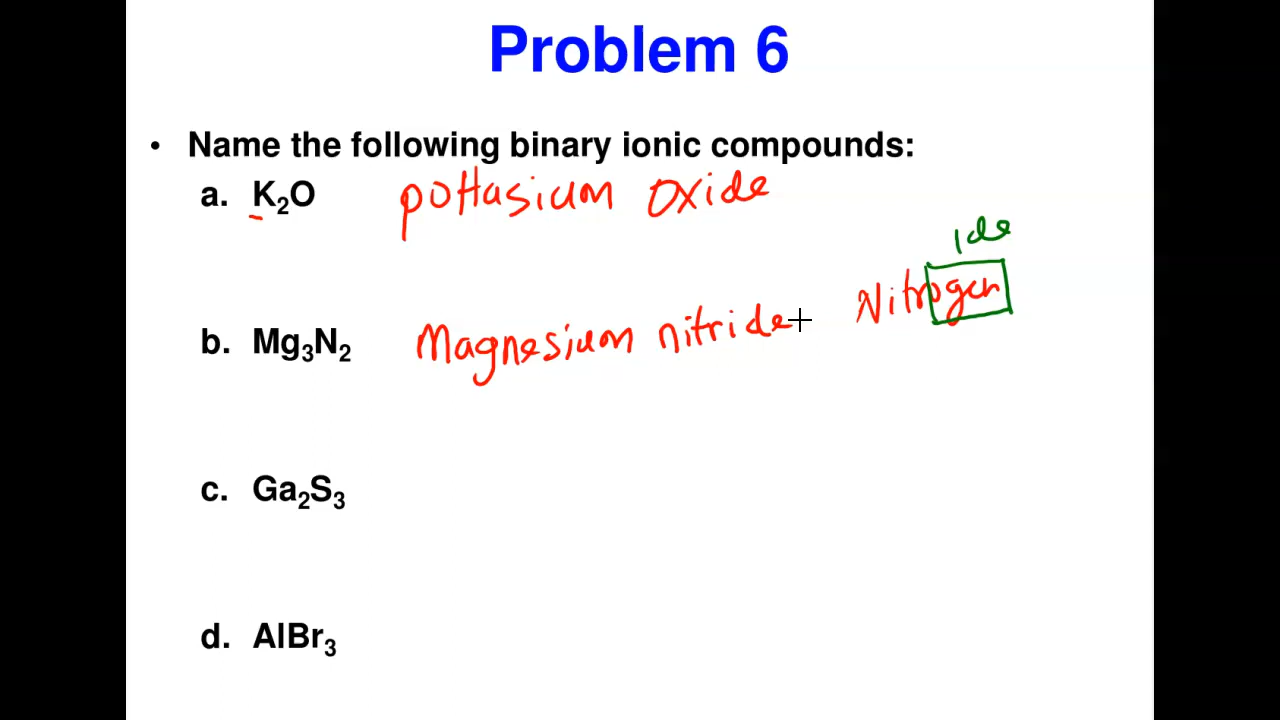 Problem 6
• Name the following binary ionic compounds:
a. K₂O pottasium oxide
ide
Nitrogen
b. Mg₃N₂ Magnesium nitride
c. Ga₂S₃
d. AlBr₃